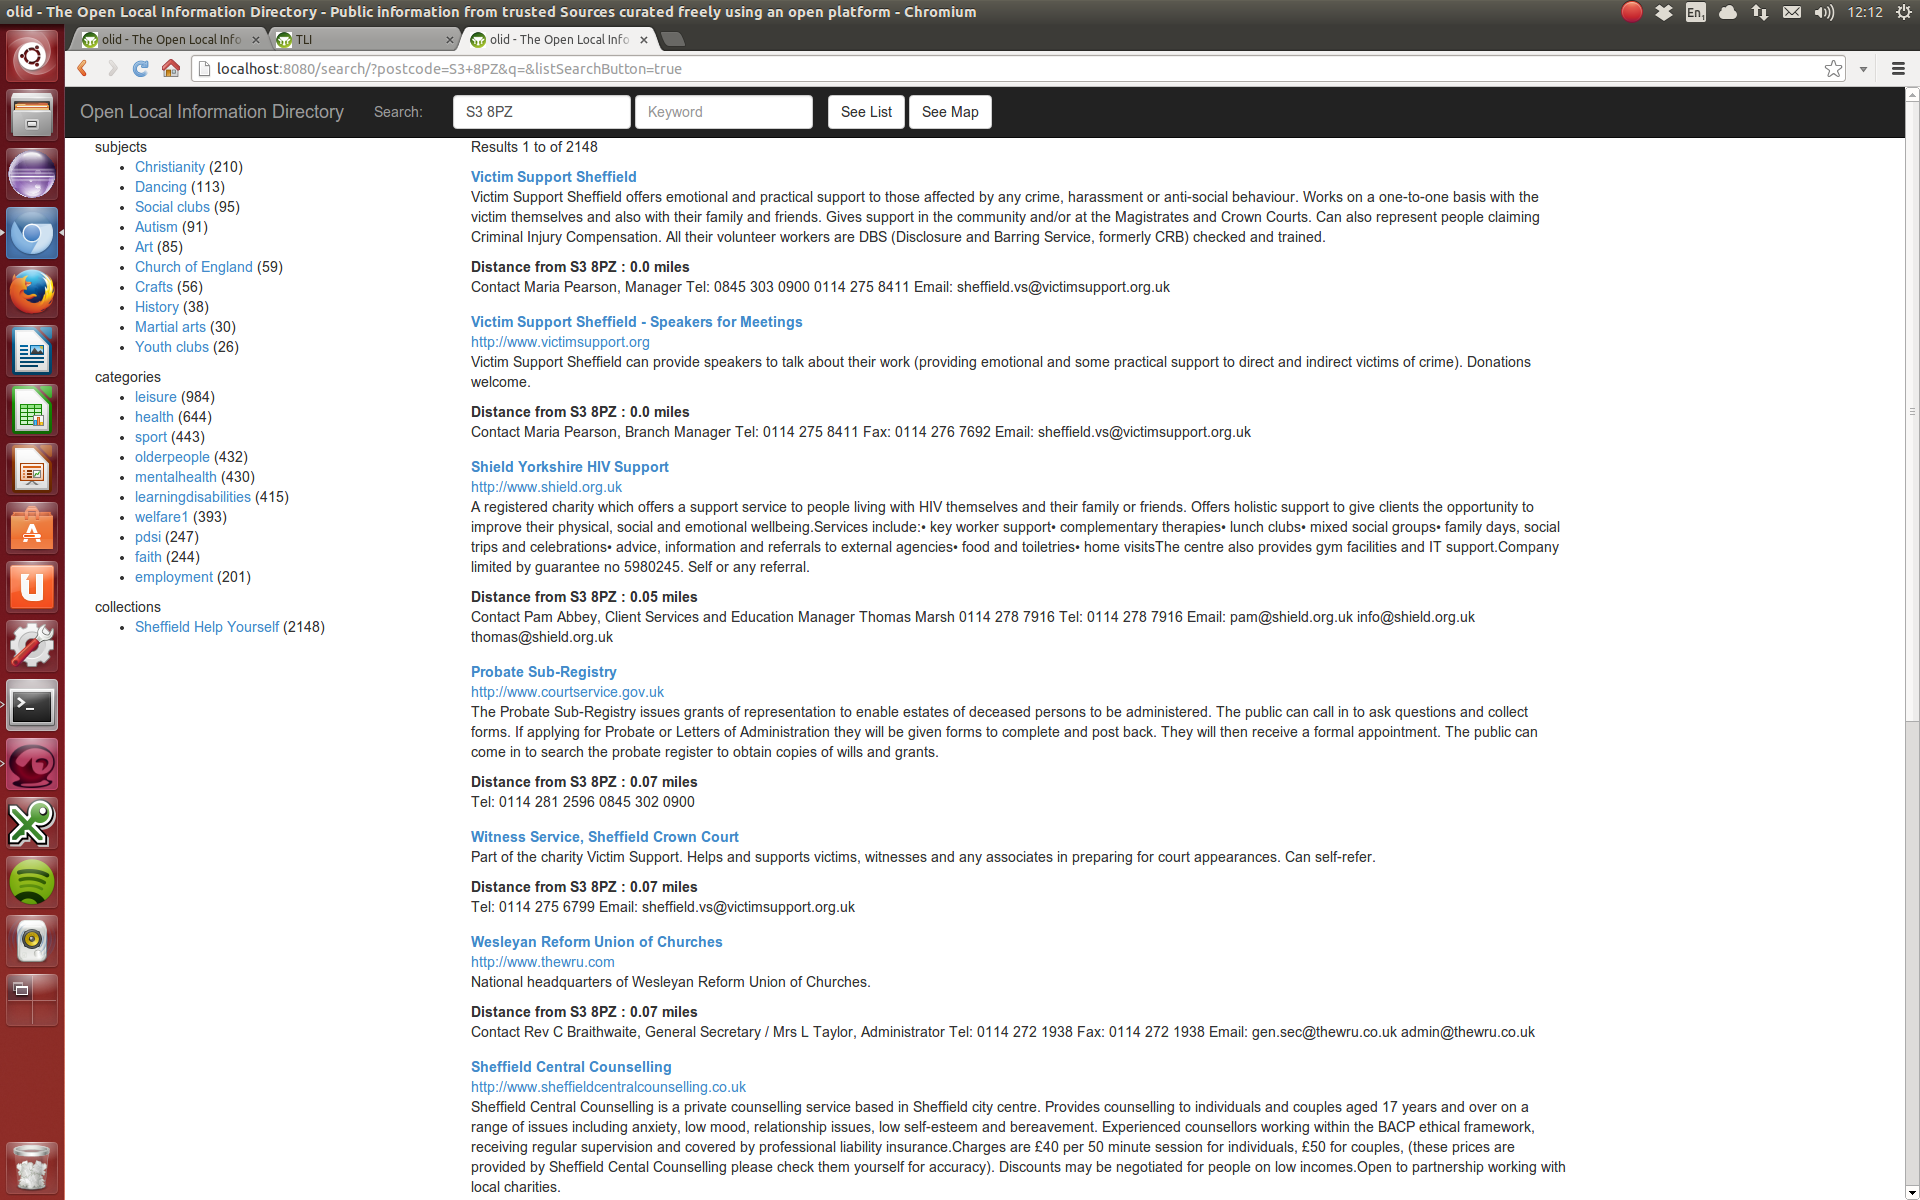 olid - The Open Local Information Directory - Public information from trusted Sources curated freely using an open platform - Chromium
En1
12:12
olid - The Open Local Info
TLI
olid - The Open Local Info
localhost:8080/search/?postcode=S3+8PZ&q=&listSearchButton=true
Open Local Information Directory Search: S3 8PZ Keyword See List See Map
subjects
Christianity (210)
Dancing (113)
Social clubs (95)
Autism (91)
Art (85)
Church of England (59)
Crafts (56)
History (38)
Martial arts (30)
Youth clubs (26)
categories
leisure (984)
health (644)
sport (443)
olderpeople (432)
mentalhealth (430)
learningdisabilities (415)
welfare1 (393)
pdsi (247)
faith (244)
employment (201)
collections
Sheffield Help Yourself (2148)
Results 1 to of 2148
Victim Support Sheffield
Victim Support Sheffield offers emotional and practical support to those affected by any crime, harassment or anti-social behaviour. Works on a one-to-one basis with the
victim themselves and also with their family and friends. Gives support in the community and/or at the Magistrates and Crown Courts. Can also represent people claiming
Criminal Injury Compensation. All their volunteer workers are DBS (Disclosure and Barring Service, formerly CRB) checked and trained.
Distance from S3 8PZ : 0.0 miles
Contact Maria Pearson, Manager Tel: 0845 303 0900 0114 275 8411 Email: sheffield.vs@victimsupport.org.uk
Victim Support Sheffield - Speakers for Meetings
http://www.victimsupport.org
Victim Support Sheffield can provide speakers to talk about their work (providing emotional and some practical support to direct and indirect victims of crime). Donations
welcome.
Distance from S3 8PZ : 0.0 miles
Contact Maria Pearson, Branch Manager Tel: 0114 275 8411 Fax: 0114 276 7692 Email: sheffield.vs@victimsupport.org.uk
Shield Yorkshire HIV Support
http://www.shield.org.uk
A registered charity which offers a support service to people living with HIV themselves and their family or friends. Offers holistic support to give clients the opportunity to
improve their physical, social and emotional wellbeing.Services include:• key worker support• complementary therapies• lunch clubs• mixed social groups• family days, social
trips and celebrations• advice, information and referrals to external agencies• food and toiletries• home visitsThe centre also provides gym facilities and IT support.Company
limited by guarantee no 5980245. Self or any referral.
Distance from S3 8PZ : 0.05 miles
Contact Pam Abbey, Client Services and Education Manager Thomas Marsh 0114 278 7916 Tel: 0114 278 7916 Email: pam@shield.org.uk info@shield.org.uk
thomas@shield.org.uk
Probate Sub-Registry
http://www.courtservice.gov.uk
The Probate Sub-Registry issues grants of representation to enable estates of deceased persons to be administered. The public can call in to ask questions and collect
forms. If applying for Probate or Letters of Administration they will be given forms to complete and post back. They will then receive a formal appointment. The public can
come in to search the probate register to obtain copies of wills and grants.
Distance from S3 8PZ : 0.07 miles
Tel: 0114 281 2596 0845 302 0900
Witness Service, Sheffield Crown Court
Part of the charity Victim Support. Helps and supports victims, witnesses and any associates in preparing for court appearances. Can self-refer.
Distance from S3 8PZ : 0.07 miles
Tel: 0114 275 6799 Email: sheffield.vs@victimsupport.org.uk
Wesleyan Reform Union of Churches
http://www.thewru.com
National headquarters of Wesleyan Reform Union of Churches.
Distance from S3 8PZ : 0.07 miles
Contact Rev C Braithwaite, General Secretary / Mrs L Taylor, Administrator Tel: 0114 272 1938 Fax: 0114 272 1938 Email: gen.sec@thewru.co.uk admin@thewru.co.uk
Sheffield Central Counselling
http://www.sheffieldcentralcounselling.co.uk
Sheffield Central Counselling is a private counselling service based in Sheffield city centre. Provides counselling to individuals and couples aged 17 years and over on a
range of issues including anxiety, low mood, relationship issues, low self-esteem and bereavement. Experienced counsellors working within the BACP ethical framework,
receiving regular supervision and covered by professional liability insurance.Charges are £40 per 50 minute session for individuals, £50 for couples, (these prices are
provided by Sheffield Cental Counselling please check them yourself for accuracy). Discounts may be negotiated for people on low incomes.Open to partnership working with
local charities.